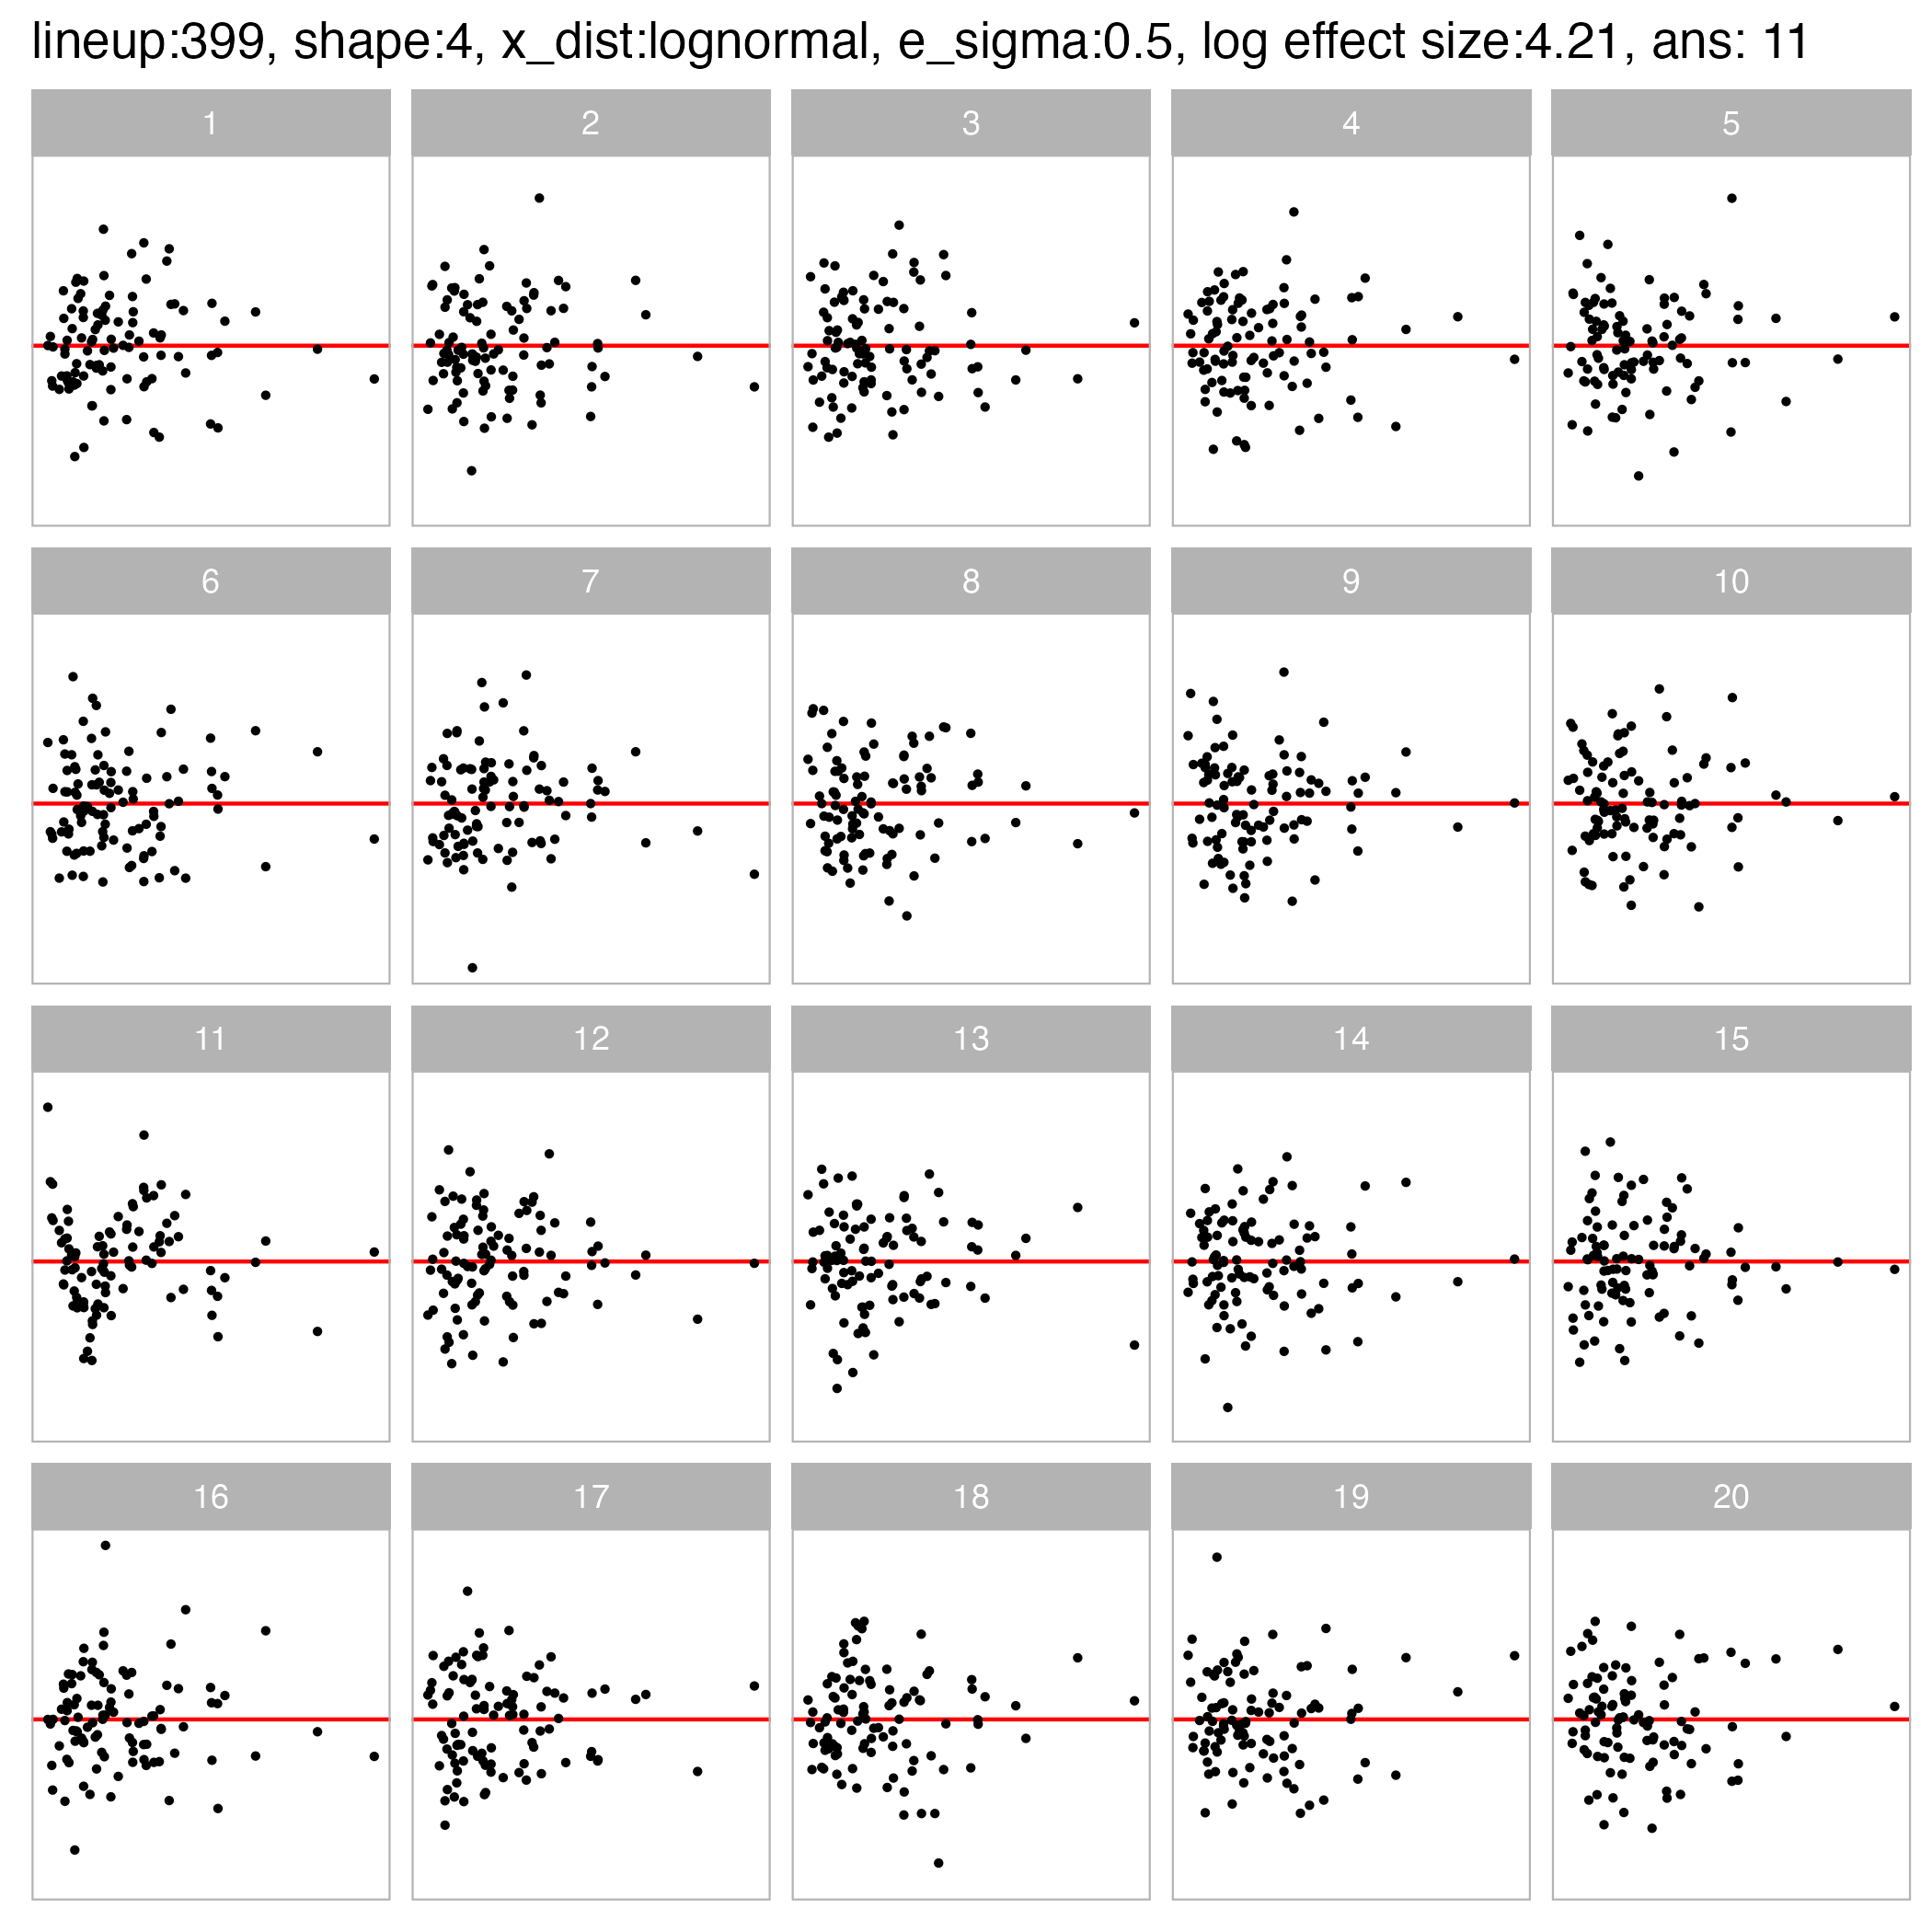 lineup:399, shape:4, x_dist:lognormal, e_sigma:0.5, log effect size:4.21, ans: 11
1 2 3 4 5
6 7 8 9 10
11 12 13 14 15
16 17 18 19 20